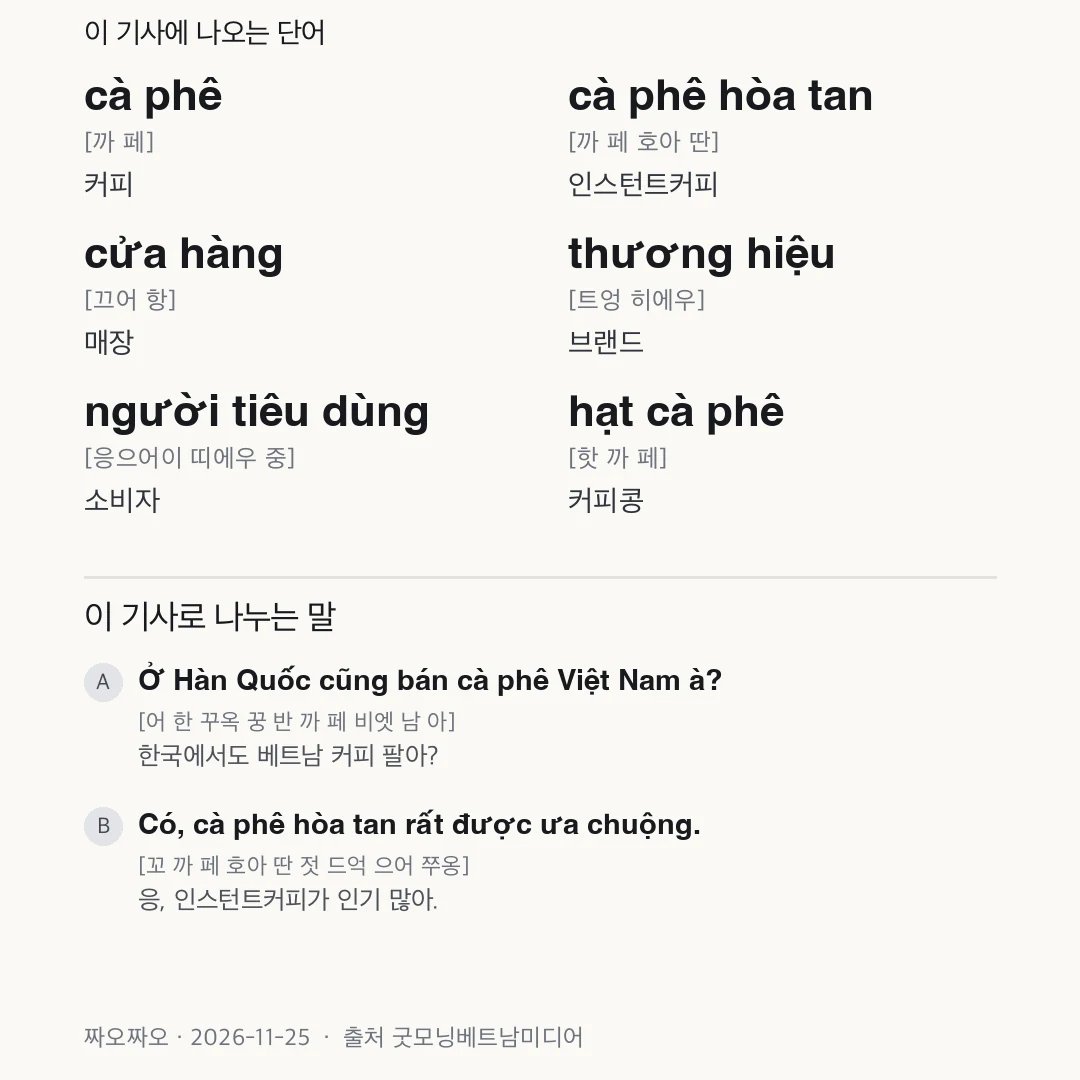 이 기사에 나오는 단어
cà phê
[까 페]
커피
cà phê hòa tan
[까 페 호아 딴]
인스턴트커피
cửa hàng
[끄어 항]
매장
thương hiệu
[트엉 히에우]
브랜드
người tiêu dùng
[응으어이 띠에우 중]
소비자
hạt cà phê
[핫 까 페]
커피콩
이 기사로 나누는 말
A Ở Hàn Quốc cũng bán cà phê Việt Nam à?
[어 한 꾸옥 꿍 반 까 페 비엣 남 아]
한국에서도 베트남 커피 팔아?
B Có, cà phê hòa tan rất được ưa chuộng.
[꼬 까 페 호아 딴 젓 드억 으어 쭈옹]
응, 인스턴트커피가 인기 많아.
짜오짜오 · 2026-11-25 · 출처 굿모닝베트남미디어